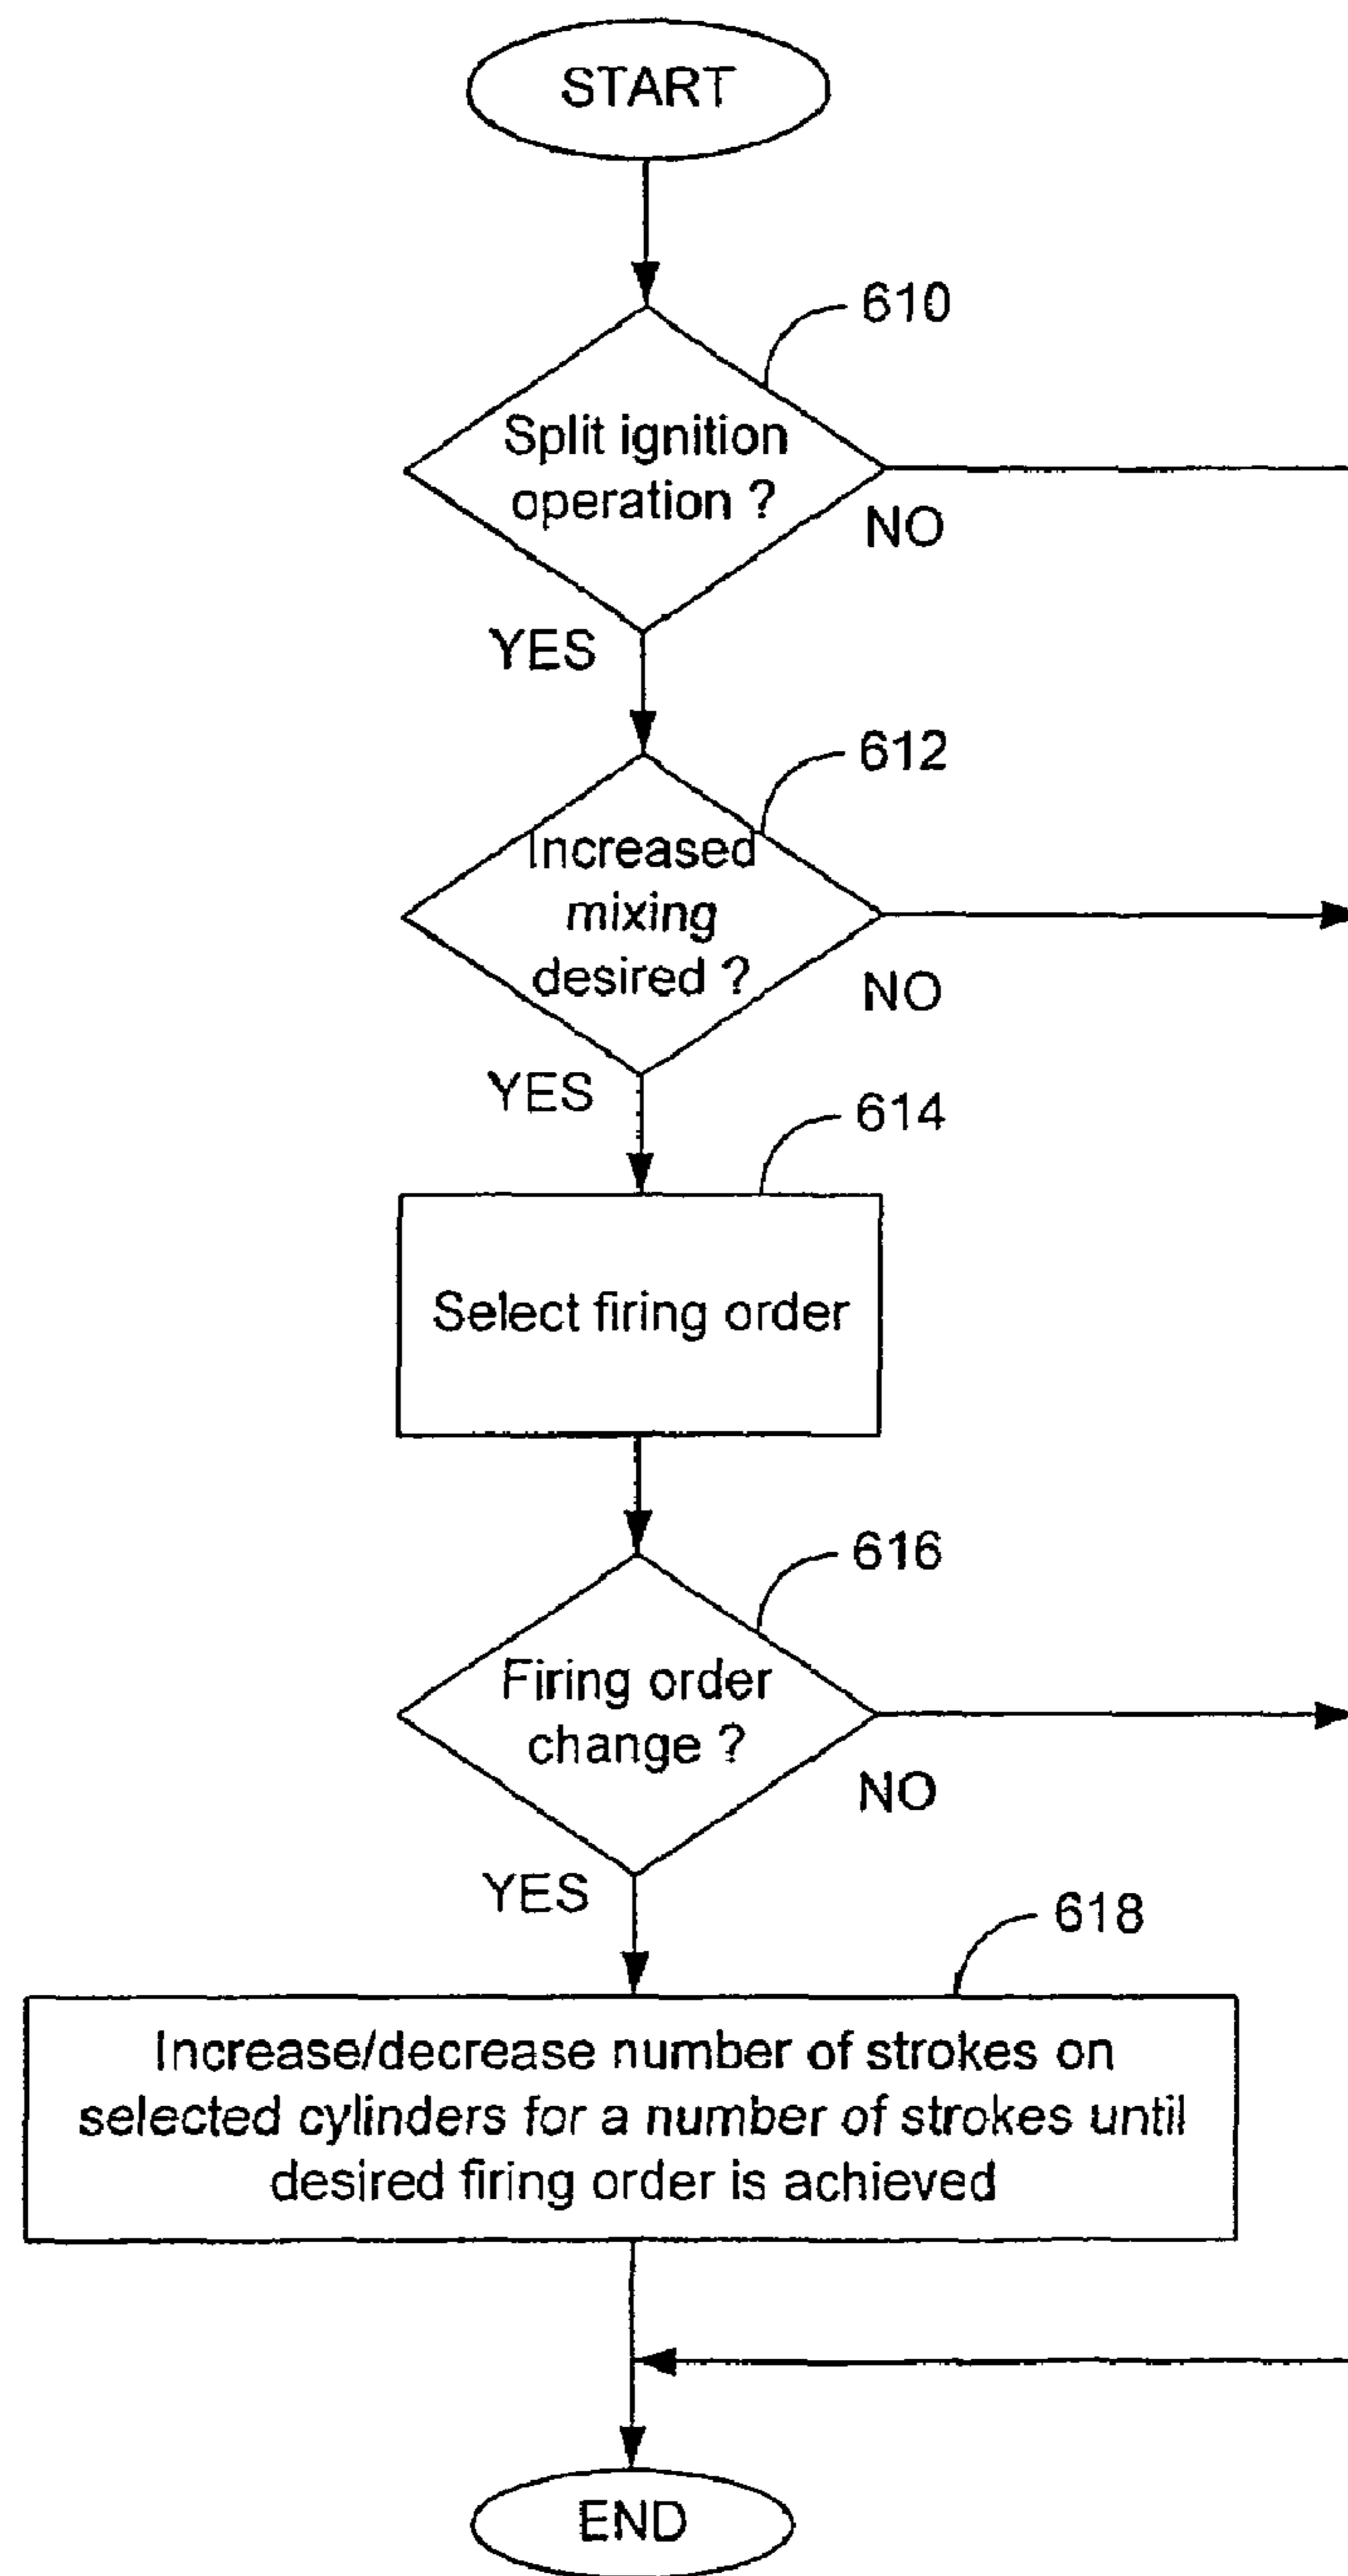 START
610
Split ignition
operation ?
NO
YES
612
Increased
mixing
desired ?
NO
YES
614
Select firing order
616
Firing order
change ?
NO
YES
618
Increase/decrease number of strokes on
selected cylinders for a number of strokes until
desired firing order is achieved
END